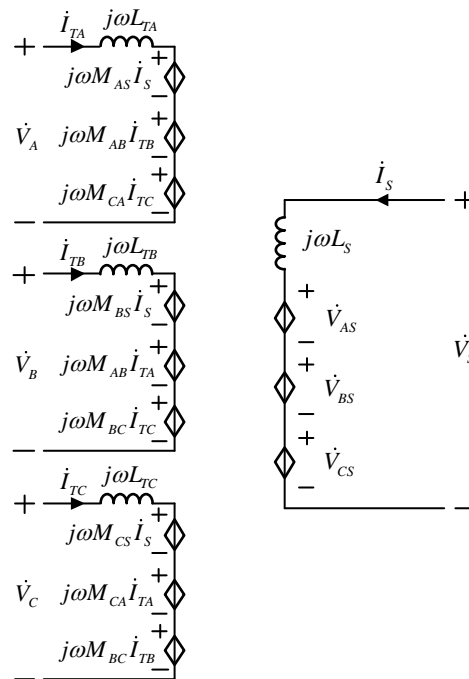 İ_TA jωL_TA
+ +
jωM_AS İ_S
−
+
V̇_A jωM_AB İ_TB
−
+
jωM_CA İ_TC
− −
İ_TB jωL_TB
+ +
jωM_BS İ_S
−
+
V̇_B jωM_AB İ_TA
−
+
jωM_BC İ_TC
− −
İ_TC jωL_TC
+ +
jωM_CS İ_S
−
+
V̇_C jωM_CA İ_TA
−
+
jωM_BC İ_TB
− −
İ_S
+
jωL_S
+
V̇_AS
−
+
V̇_BS
−
+
V̇_CS
−
−